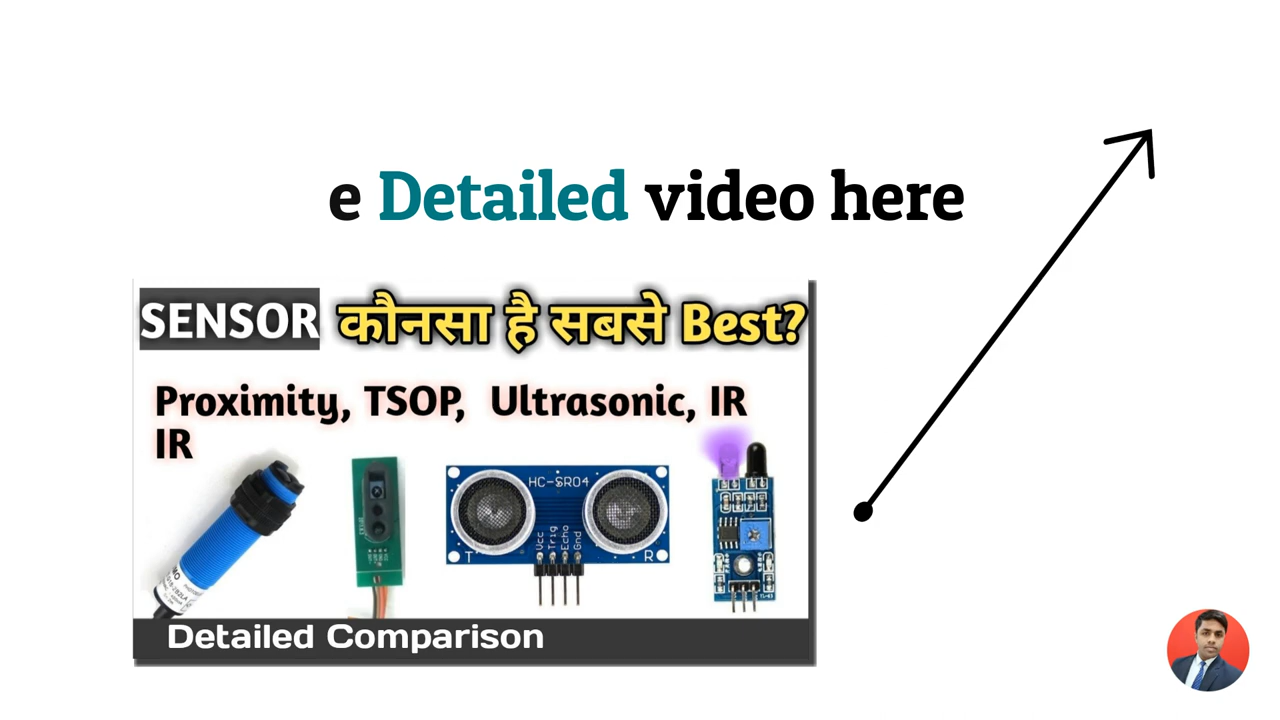 e Detailed video here
SENSOR कौनसा है सबसे Best?
Proximity, TSOP, Ultrasonic, IR
IR
HC-SR04
Vcc
Trig
Echo
Gnd
T
R
Detailed Comparison